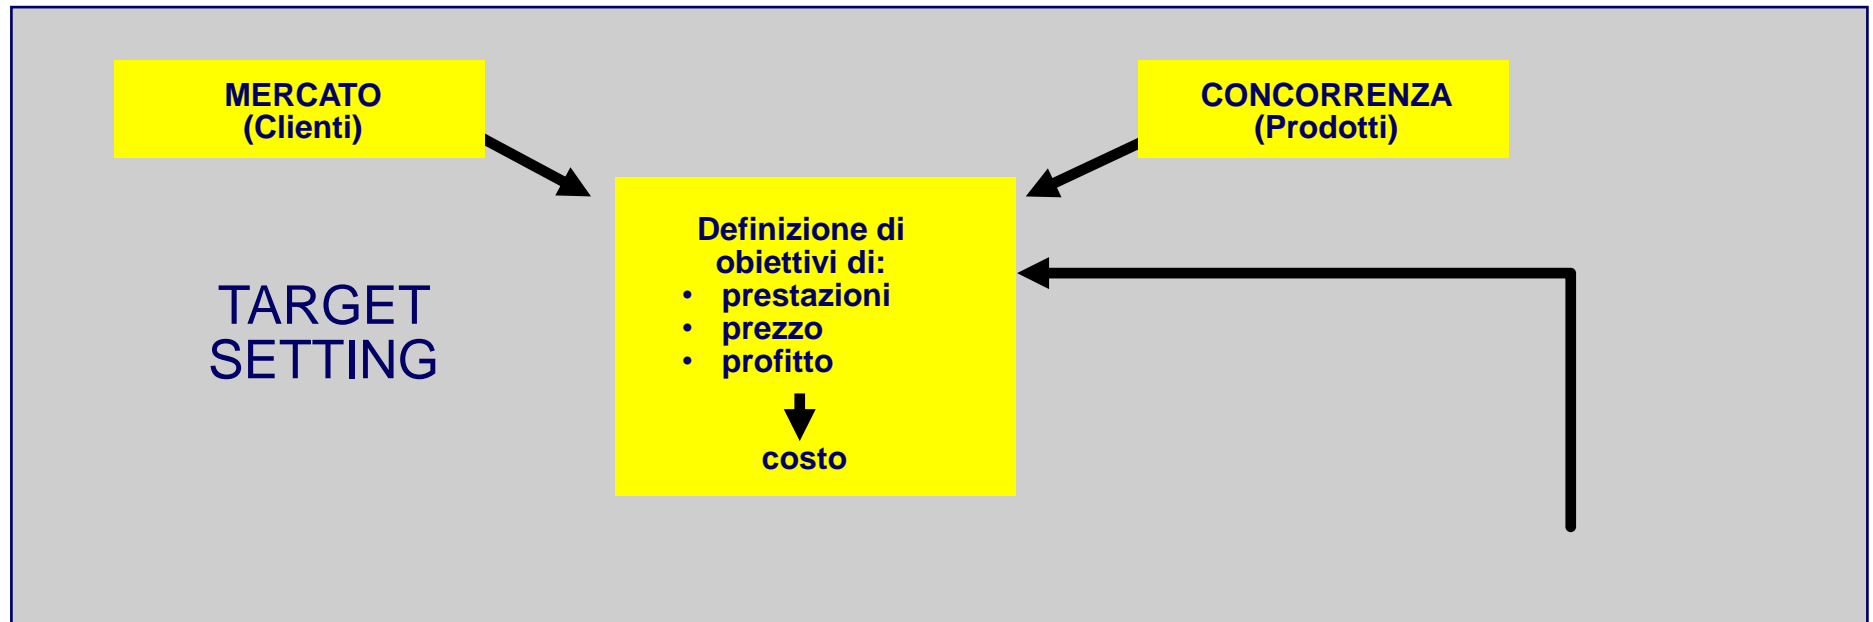 MERCATO
(Clienti)
CONCORRENZA
(Prodotti)
Definizione di
obiettivi di:
• prestazioni
• prezzo
• profitto
costo
TARGET
SETTING